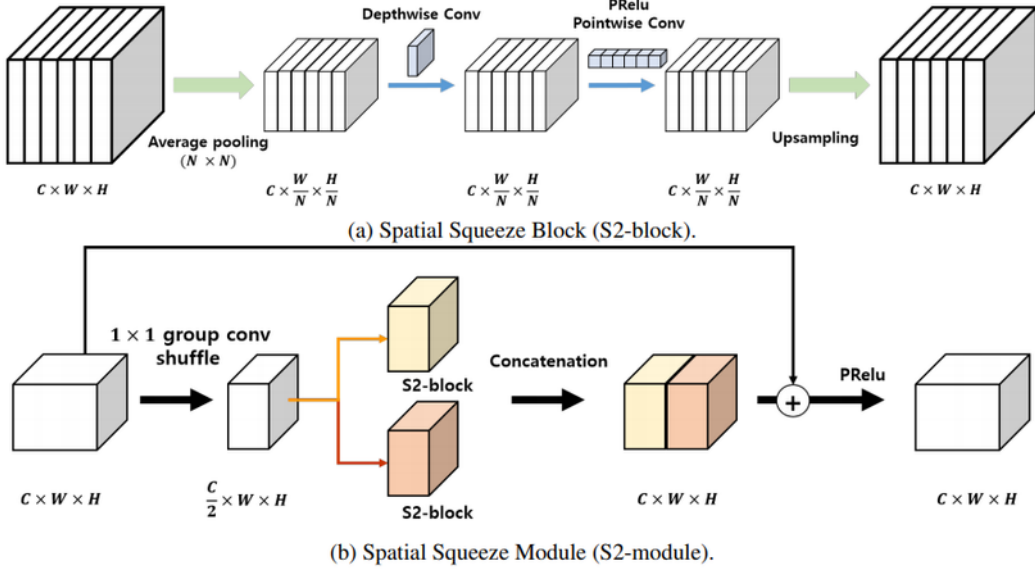 Depthwise Conv
PRelu
Pointwise Conv
Average pooling
(N × N)
Upsampling
C × W × H
C × W/N × H/N
C × W/N × H/N
C × W/N × H/N
C × W × H
(a) Spatial Squeeze Block (S2-block).
1 × 1 group conv
shuffle
S2-block
Concatenation
PRelu
+
S2-block
C × W × H
C/2 × W × H
C × W × H
C × W × H
(b) Spatial Squeeze Module (S2-module).